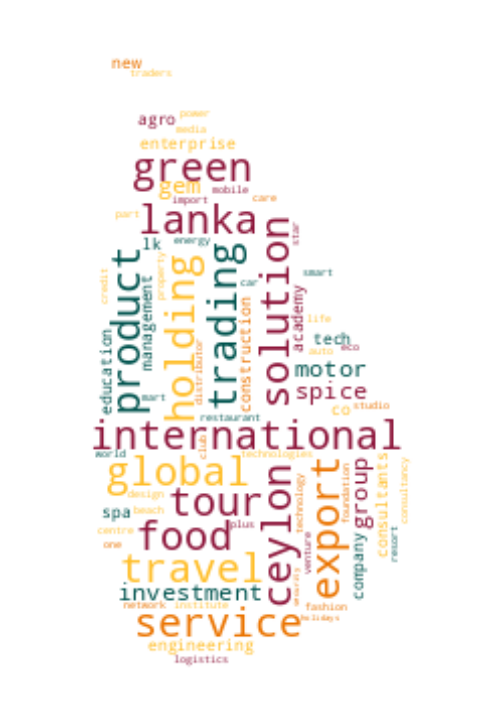 new
traders
agro
power
media
enterprise
green
gem
mobile
import
care
part
lanka
star
lk
energy
product
holding
trading
solution
property
management
credit
car
smart
academy
construction
life
tech
auto
eco
education
distributor
motor
spice
mart
co
studio
restaurant
international
club
world
technologies
global
consultants
consultancy
ceylon
export
group
design
tour
technology
foundation
spa
beach
food
plus
centre
one
venture
company
resort
travel
investment
network
institute
fashion
service
holidays
engineering
logistics